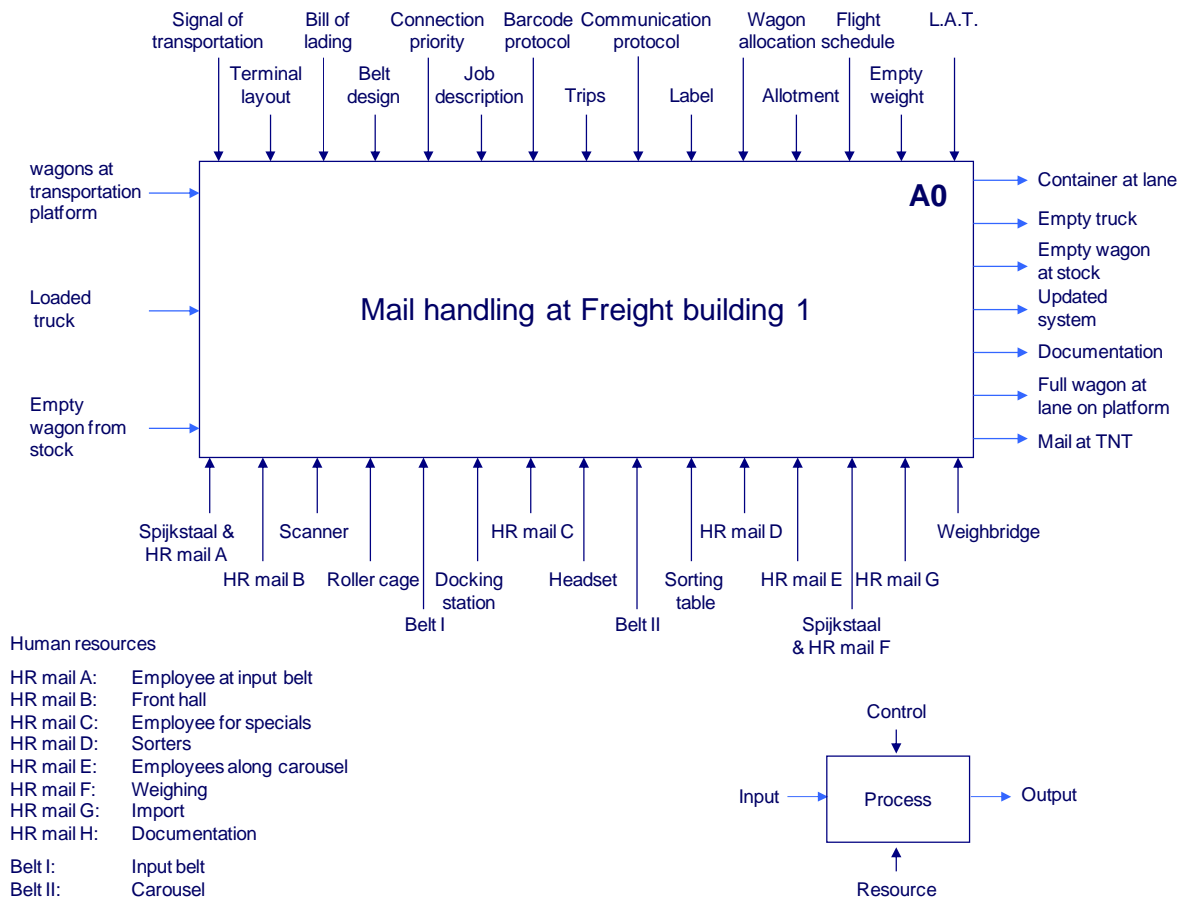 Signal of
transportation
Bill of
lading
Connection
priority
Barcode
protocol
Communication
protocol
Wagon
allocation
Flight
schedule
L.A.T.
Terminal
layout
Belt
design
Job
description
Trips
Label
Allotment
Empty
weight
wagons at
transportation
platform
Loaded
truck
Empty
wagon from
stock
A0
Mail handling at Freight building 1
Container at lane
Empty truck
Empty wagon
at stock
Updated
system
Documentation
Full wagon at
lane on platform
Mail at TNT
Spijkstaal &
HR mail A
Scanner
HR mail C
HR mail D
Weighbridge
HR mail B
Roller cage
Docking
station
Headset
Sorting
table
HR mail E
HR mail G
Belt I
Belt II
Spijkstaal
& HR mail F
Human resources
HR mail A: Employee at input belt
HR mail B: Front hall
HR mail C: Employee for specials
HR mail D: Sorters
HR mail E: Employees along carousel
HR mail F: Weighing
HR mail G: Import
HR mail H: Documentation
Belt I: Input belt
Belt II: Carousel
Control
Input
Process
Output
Resource